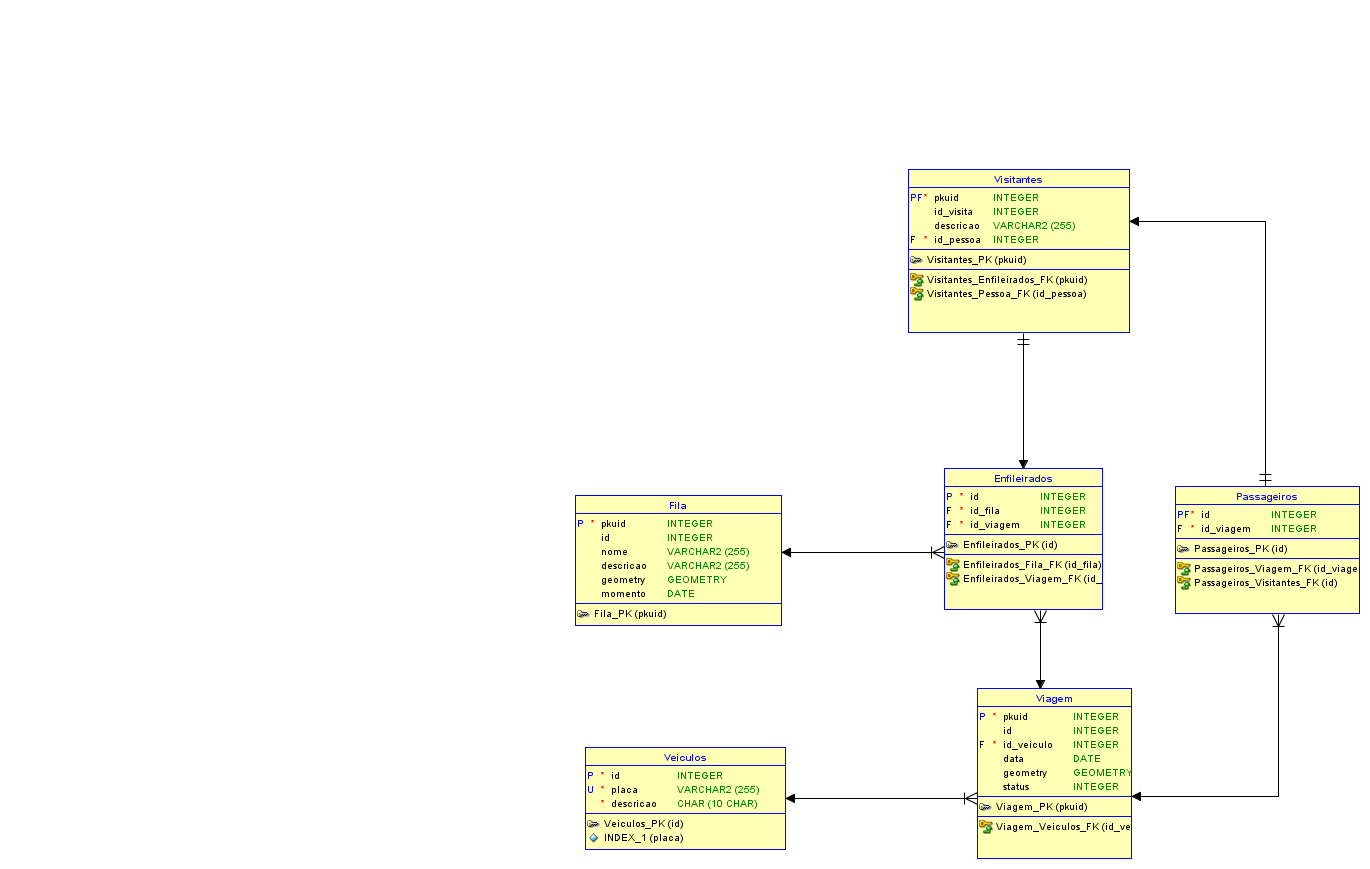 Visitantes
PF* pkuid INTEGER
id_visita INTEGER
descricao VARCHAR2 (255)
F * id_pessoa INTEGER
Visitantes_PK (pkuid)
Visitantes_Enfileirados_FK (pkuid)
Visitantes_Pessoa_FK (id_pessoa)
Enfileirados
P * id INTEGER
F * id_fila INTEGER
F * id_viagem INTEGER
Enfileirados_PK (id)
Enfileirados_Fila_FK (id_fila)
Enfileirados_Viagem_FK (id_
Passageiros
PF* id INTEGER
F * id_viagem INTEGER
Passageiros_PK (id)
Passageiros_Viagem_FK (id_viage
Passageiros_Visitantes_FK (id)
Fila
P * pkuid INTEGER
id INTEGER
nome VARCHAR2 (255)
descricao VARCHAR2 (255)
geometry GEOMETRY
momento DATE
Fila_PK (pkuid)
Viagem
P * pkuid INTEGER
id INTEGER
F * id_veiculo INTEGER
data DATE
geometry GEOMETRY
status INTEGER
Viagem_PK (pkuid)
Viagem_Veiculos_FK (id_ve
Veiculos
P * id INTEGER
U * placa VARCHAR2 (255)
* descricao CHAR (10 CHAR)
Veiculos_PK (id)
INDEX_1 (placa)